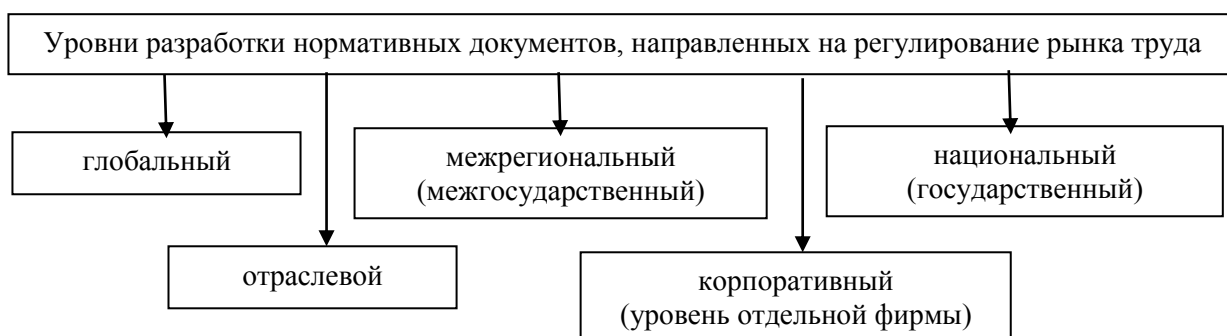 Уровни разработки нормативных документов, направленных на регулирование рынка труда
глобальный
межрегиональный
(межгосударственный)
национальный
(государственный)
отраслевой
корпоративный
(уровень отдельной фирмы)